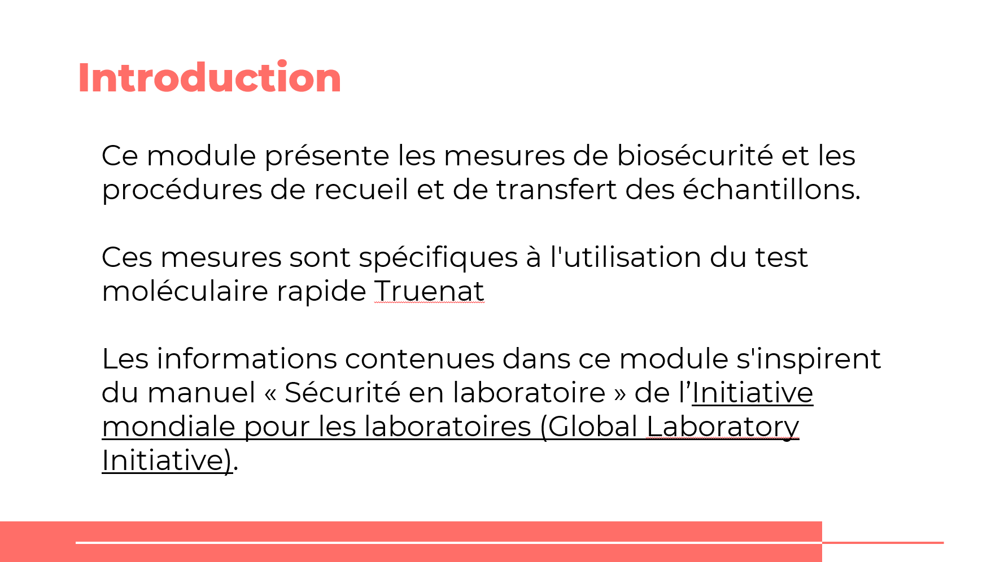 Introduction
Ce module présente les mesures de biosécurité et les
procédures de recueil et de transfert des échantillons.
Ces mesures sont spécifiques à l'utilisation du test
moléculaire rapide Truenat
Les informations contenues dans ce module s'inspirent
du manuel « Sécurité en laboratoire » de l’Initiative
mondiale pour les laboratoires (Global Laboratory
Initiative).